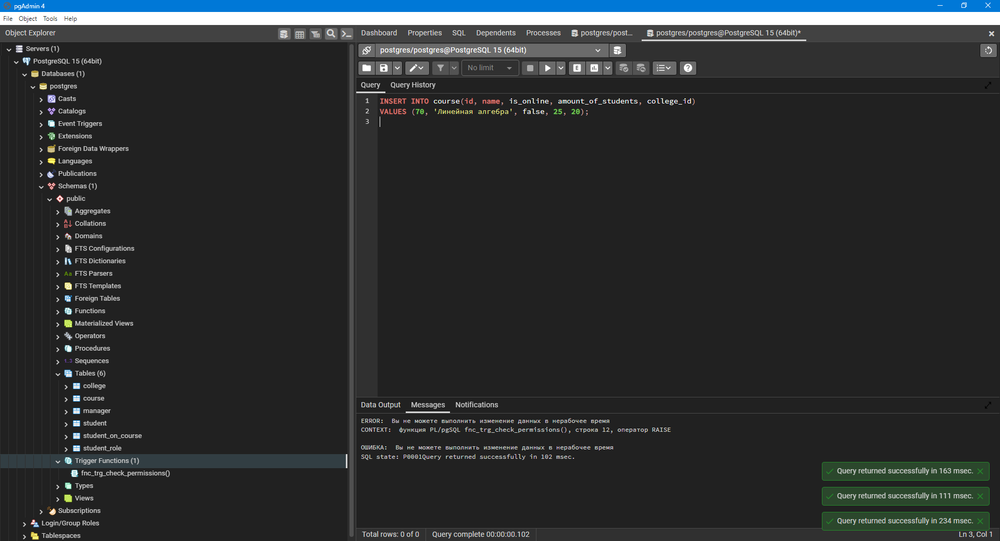 pgAdmin 4
File Object Tools Help
Object Explorer
Dashboard Properties SQL Dependents Processes postgres/post... postgres/postgres@PostgreSQL 15 (64bit)*
Servers (1)
PostgreSQL 15 (64bit)
Databases (1)
postgres
Casts
Catalogs
Event Triggers
Extensions
Foreign Data Wrappers
Languages
Publications
Schemas (1)
public
Aggregates
Collations
Domains
FTS Configurations
FTS Dictionaries
Aa FTS Parsers
FTS Templates
Foreign Tables
Functions
Materialized Views
Operators
Procedures
1..3 Sequences
Tables (6)
college
course
manager
student
student_on_course
student_role
Trigger Functions (1)
fnc_trg_check_permissions()
Types
Views
Subscriptions
Login/Group Roles
Tablespaces
postgres/postgres@PostgreSQL 15 (64bit)
No limit
E
Query Query History
1 INSERT INTO course(id, name, is_online, amount_of_students, college_id)
2 VALUES (70, 'Линейная алгебра', false, 25, 20);
3
Data Output Messages Notifications
ERROR:  Вы не можете выполнить изменение данных в нерабочее время
CONTEXT:  функция PL/pgSQL fnc_trg_check_permissions(), строка 12, оператор RAISE
ОШИБКА:  Вы не можете выполнить изменение данных в нерабочее время
SQL state: P0001Query returned successfully in 102 msec.
Query returned successfully in 163 msec.
Query returned successfully in 111 msec.
Query returned successfully in 234 msec.
Total rows: 0 of 0 Query complete 00:00:00.102 Ln 3, Col 1